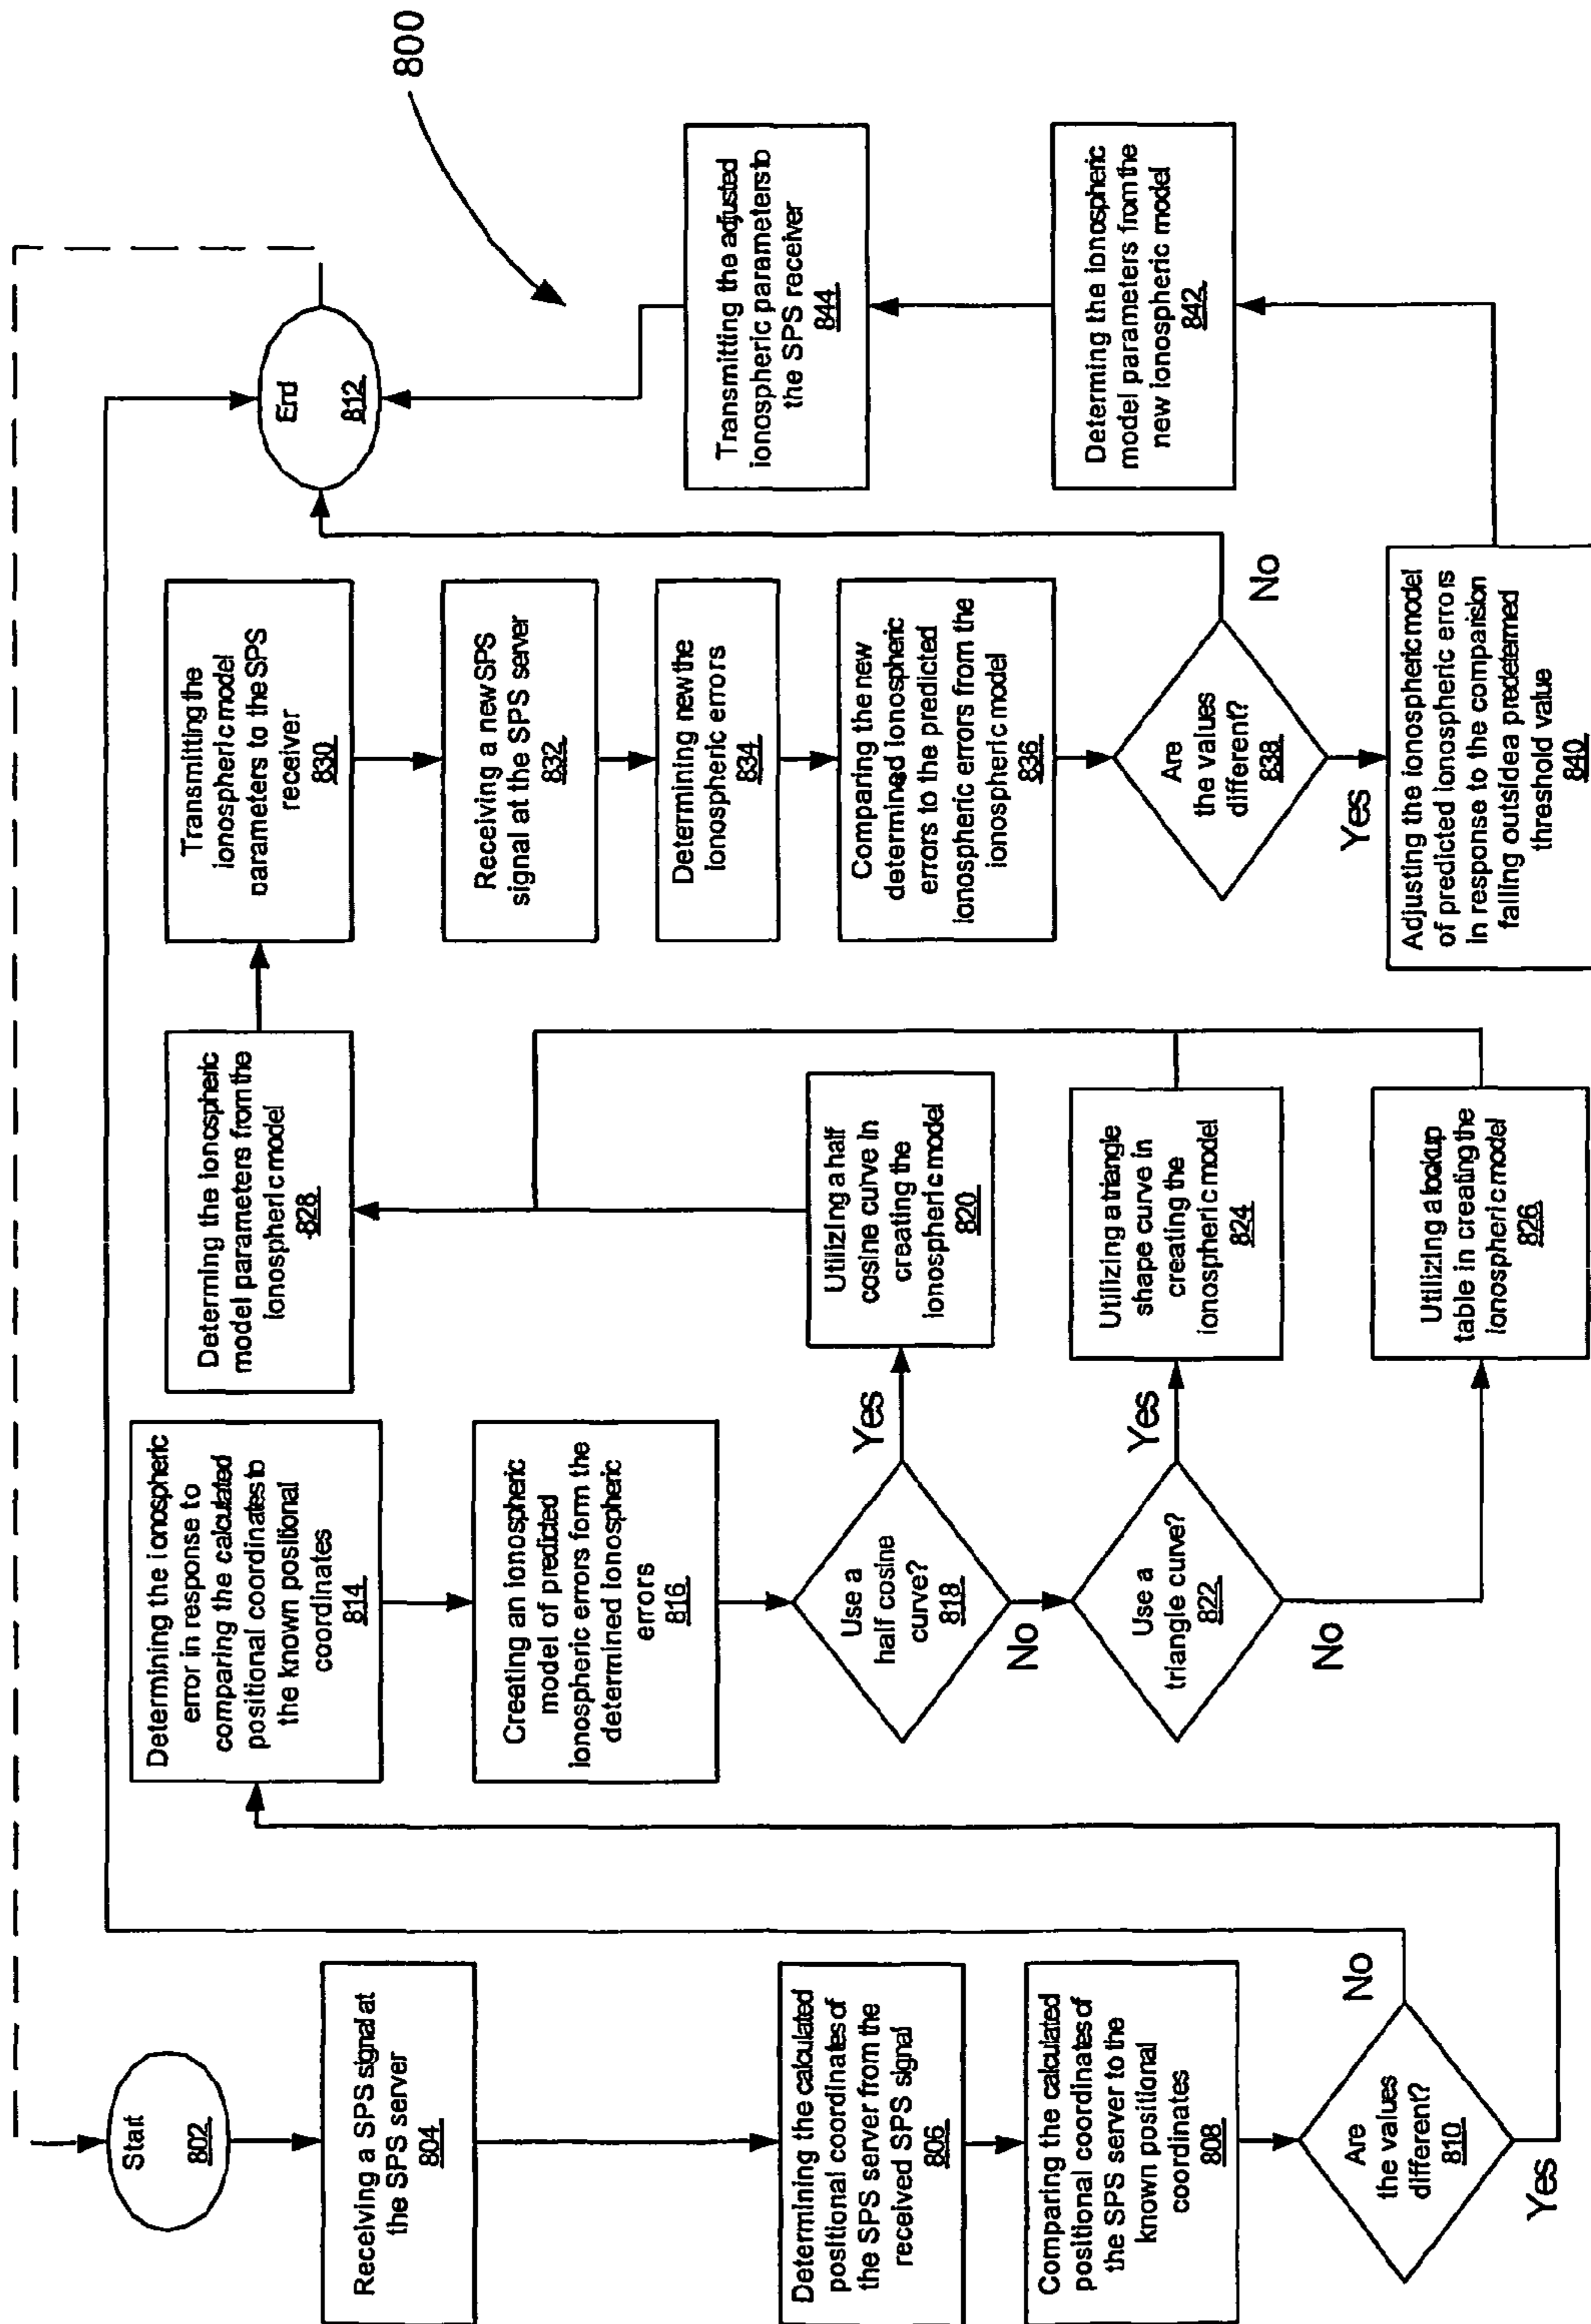 Start
802
Receiving a SPS signal at
the SPS server
804
Determining the calculated
positional coordinates of
the SPS server from the
received SPS signal
806
Comparing the calculated
positional coordinates of
the SPS server to the
known positional
coordinates
808
Are
the values
different?
810
No
Yes
Determining the ionospheric
error in response to
comparing the calculated
positional coordinates to
the known positional
coordinates
814
Creating an ionospheric
model of predicted
ionospheric errors form the
determined ionospheric
errors
816
Use a
half cosine
curve?
818
Yes
No
Use a
triangle curve?
822
Yes
No
Determining the ionospheric
model parameters from the
ionospheric model
828
Utilizing a half
cosine curve in
creating the
ionospheric model
820
Utilizing a triangle
shape curve in
creating the
ionospheric model
824
Utilizing a lookup
table in creating the
ionospheric model
826
Transmitting the
ionospheric model
parameters to the SPS
receiver
830
Receiving a new SPS
signal at the SPS server
832
Determining new the
ionospheric errors
834
Comparing the new
determined ionospheric
errors to the predicted
ionospheric errors from the
ionospheric model
836
Are
the values
different?
838
No
Yes
Adjusting the ionospheric model
of predicted ionospheric errors
in response to the comparision
falling outside a predetermed
threshold value
840
End
812
Transmitting the adjusted
ionospheric parameters to
the SPS receiver
844
Determining the ionospheric
model parameters from the
new ionospheric model
842
800